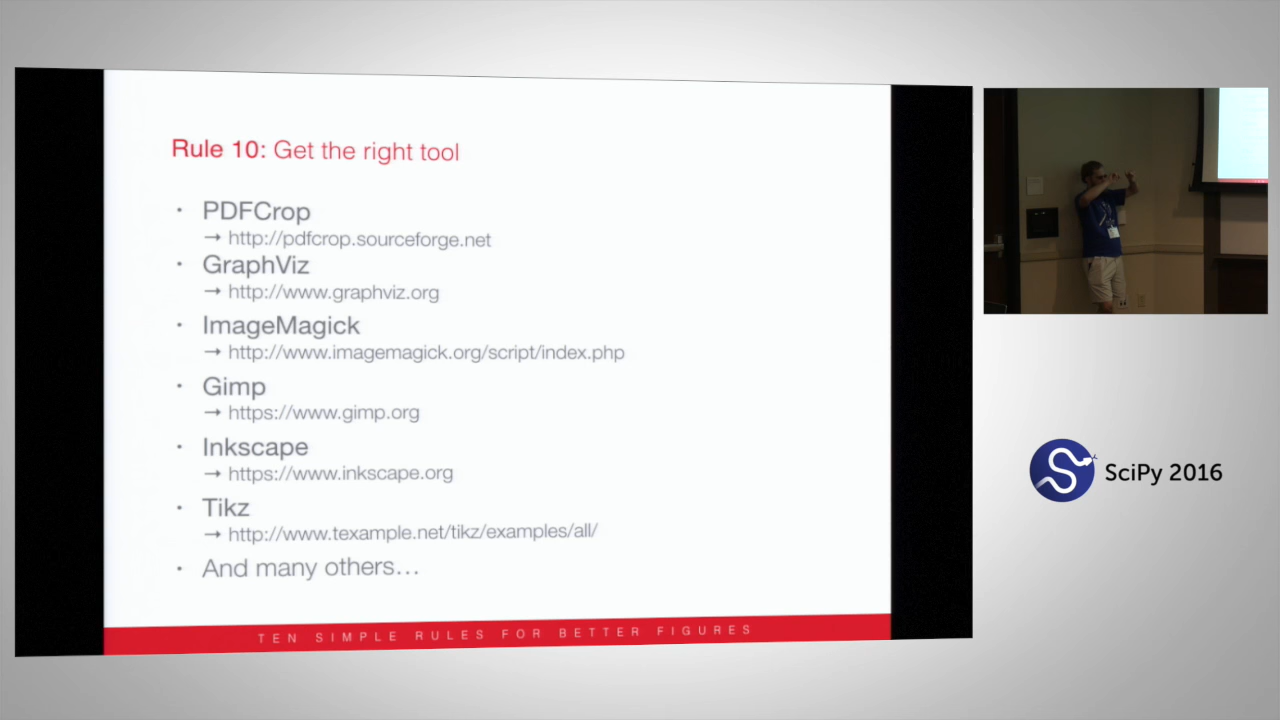 Rule 10: Get the right tool
· PDFCrop
→ http://pdfcrop.sourceforge.net
· GraphViz
→ http://www.graphviz.org
· ImageMagick
→ http://www.imagemagick.org/script/index.php
· Gimp
→ https://www.gimp.org
· Inkscape
→ https://www.inkscape.org
· Tikz
→ http://www.texample.net/tikz/examples/all/
· And many others…
TEN SIMPLE RULES FOR BETTER FIGURES
SciPy 2016